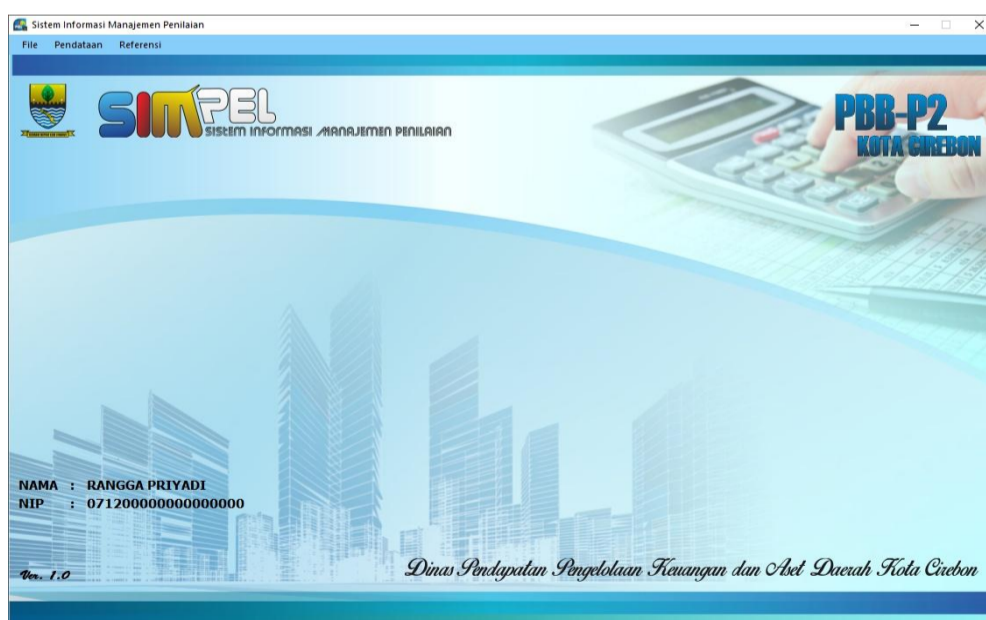 Sistem Informasi Manajemen Penilaian
File Pendataan Referensi
SIMPEL
SISTEM INFORMASI MANAJEMEN PENILAIAN
PBB-P2
KOTA CIREBON
NAMA : RANGGA PRIYADI
NIP : 071200000000000000
Ver. 1.0
Dinas Pendapatan Pengelolaan Keuangan dan Aset Daerah Kota Cirebon